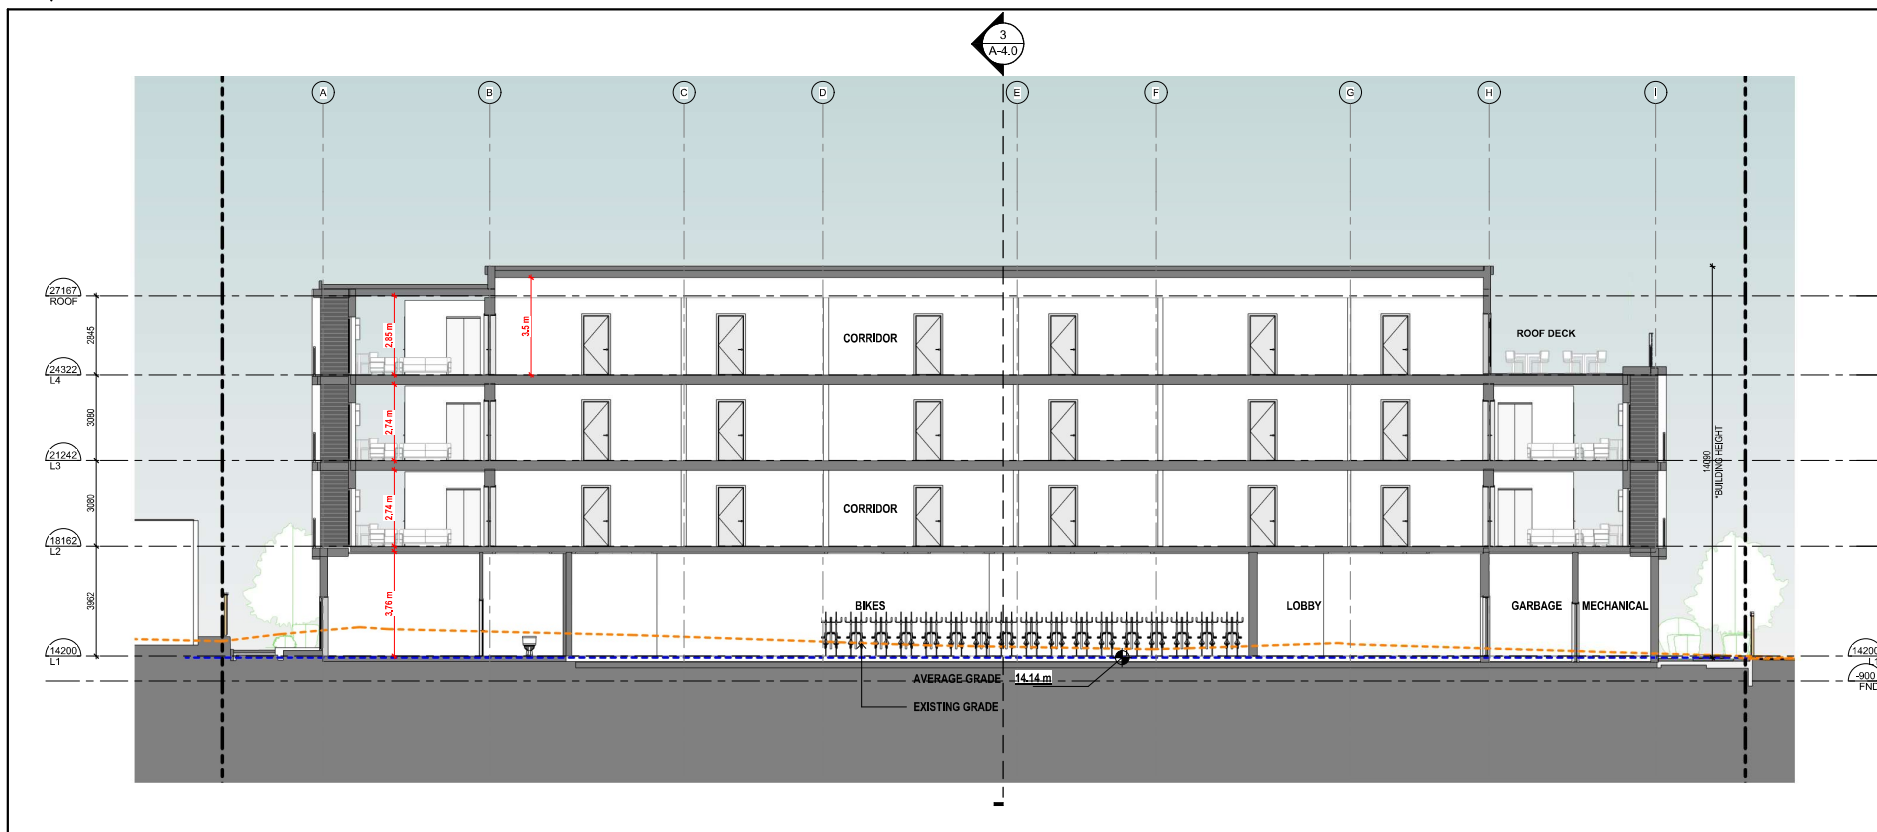 3
A-4.0
A B C D E F G H I
27167
ROOF
2845
2,85 m
3.5 m
CORRIDOR
ROOF DECK
24322
L4
3080
2,74 m
21242
L3
14090
*BUILDING HEIGHT
3080
2,74 m
CORRIDOR
18162
L2
3962
3,76 m
BIKES
LOBBY
GARBAGE
MECHANICAL
14200
L1
14200
L1
AVERAGE GRADE 14.14 m
-900
FND
EXISTING GRADE